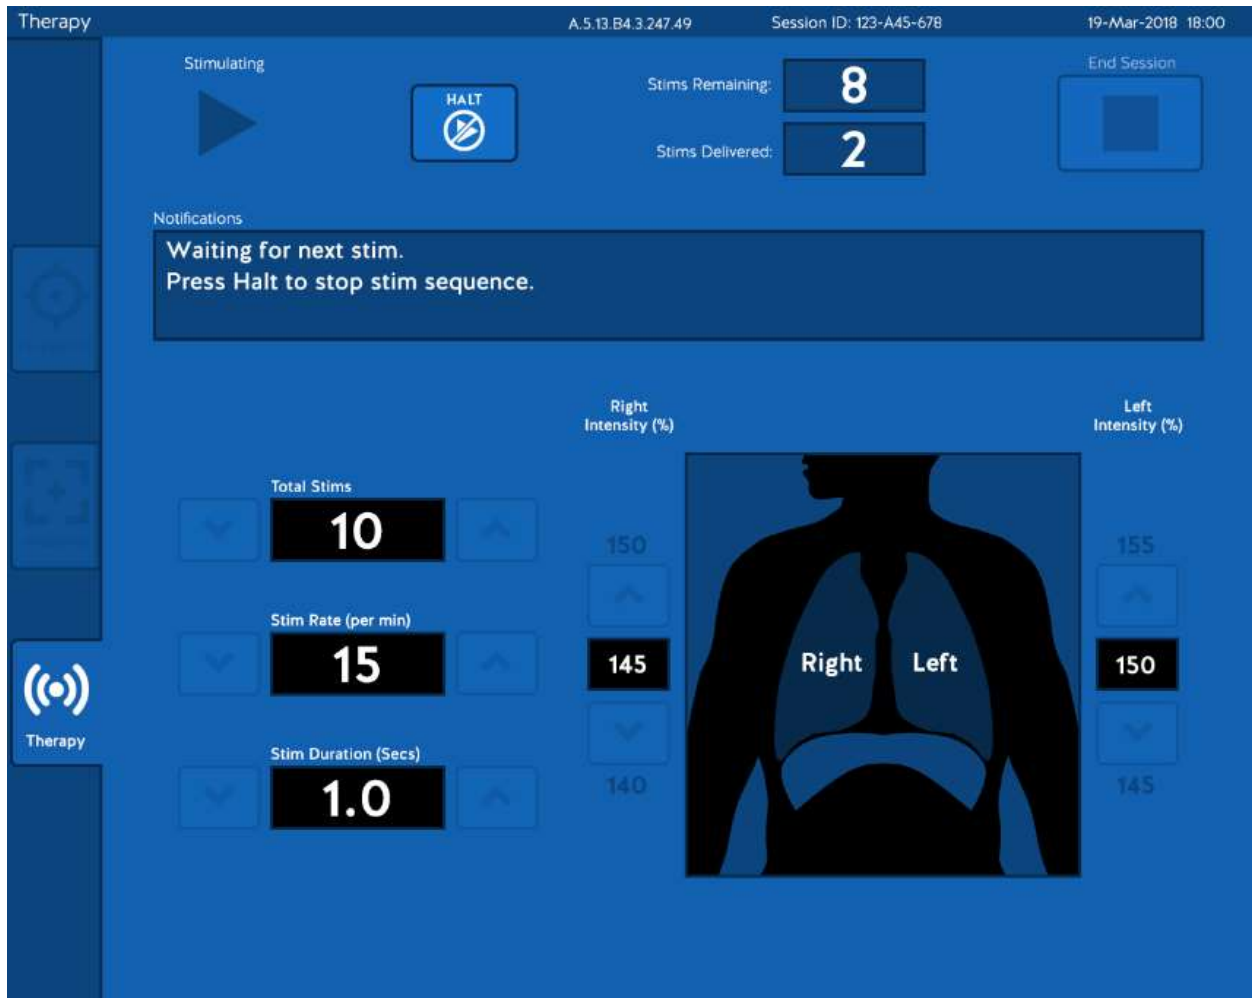 Therapy
A.5.13.B4.3.247.49
Session ID: 123-A45-678
19-Mar-2018 18:00
Stimulating
HALT
Stims Remaining:
8
Stims Delivered:
2
End Session
Notifications
Waiting for next stim.
Press Halt to stop stim sequence.
Right
Intensity (%)
Left
Intensity (%)
Total Stims
10
150
155
Stim Rate (per min)
15
145
Right
Left
150
Therapy
Stim Duration (Secs)
1.0
140
145